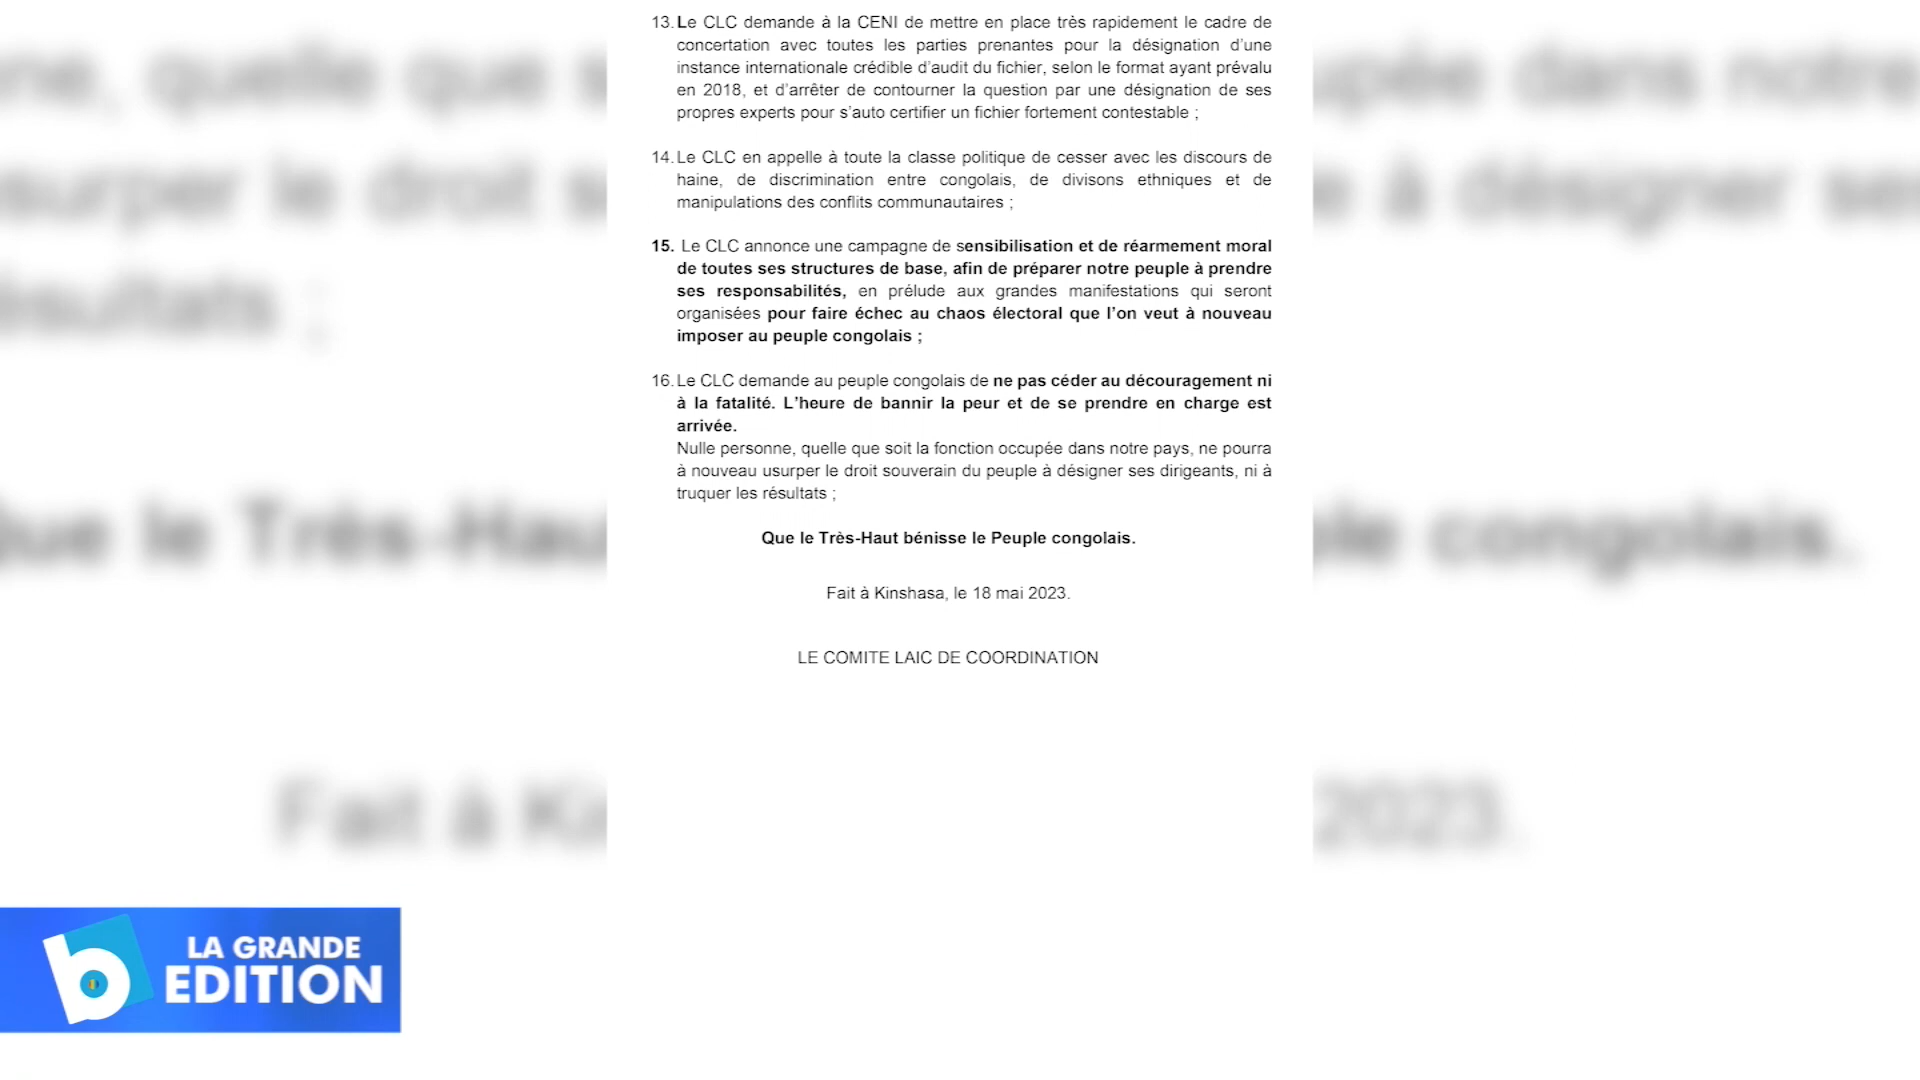 13. Le CLC demande à la CENI de mettre en place très rapidement le cadre de
concertation avec toutes les parties prenantes pour la désignation d’une
instance internationale crédible d’audit du fichier, selon le format ayant prévalu
en 2018, et d’arrêter de contourner la question par une désignation de ses
propres experts pour s’auto certifier un fichier fortement contestable ;
14. Le CLC en appelle à toute la classe politique de cesser avec les discours de
haine, de discrimination entre congolais, de divisons ethniques et de
manipulations des conflits communautaires ;
15. Le CLC annonce une campagne de sensibilisation et de réarmement moral
de toutes ses structures de base, afin de préparer notre peuple à prendre
ses responsabilités, en prélude aux grandes manifestations qui seront
organisées pour faire échec au chaos électoral que l’on veut à nouveau
imposer au peuple congolais ;
16. Le CLC demande au peuple congolais de ne pas céder au découragement ni
à la fatalité. L’heure de bannir la peur et de se prendre en charge est
arrivée.
Nulle personne, quelle que soit la fonction occupée dans notre pays, ne pourra
à nouveau usurper le droit souverain du peuple à désigner ses dirigeants, ni à
truquer les résultats ;
Que le Très-Haut bénisse le Peuple congolais.
Fait à Kinshasa, le 18 mai 2023.
LE COMITE LAIC DE COORDINATION
b
LA GRANDE
EDITION